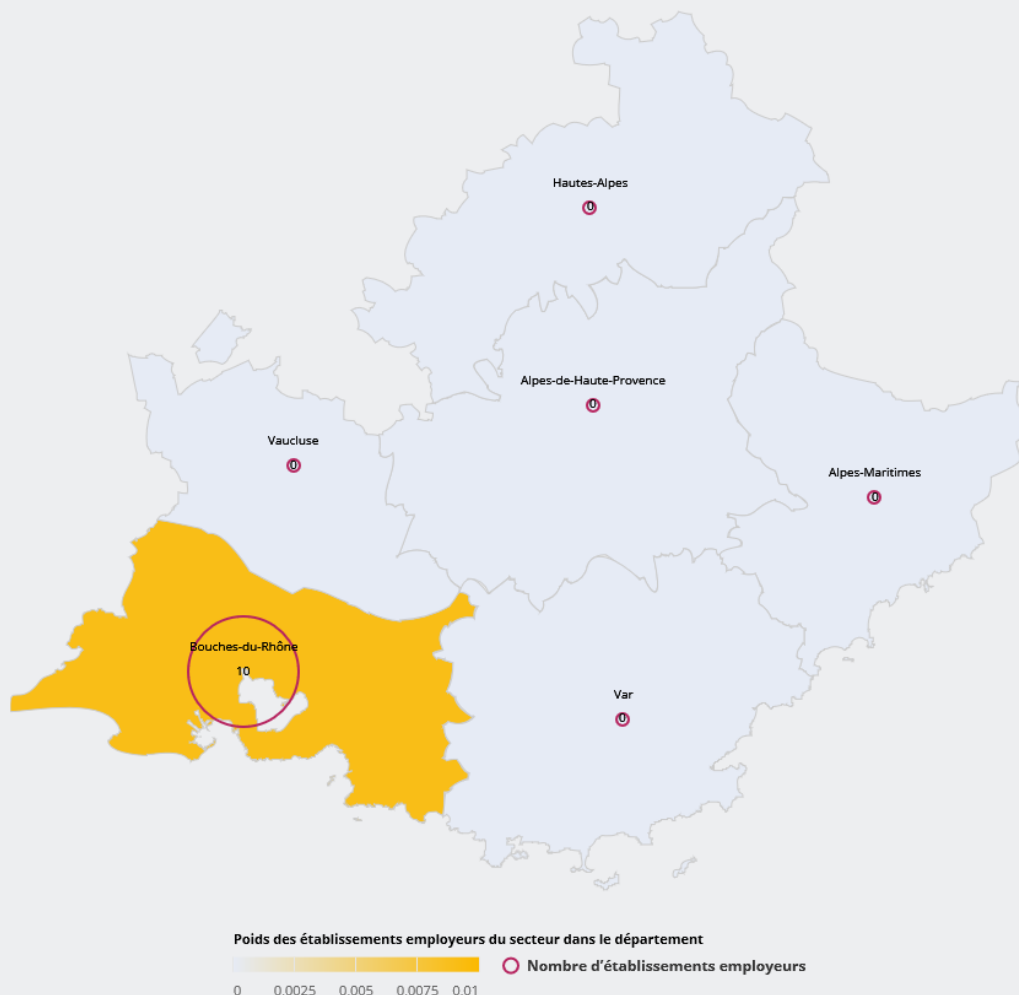 Hautes-Alpes
0
Alpes-de-Haute-Provence
0
Vaucluse
0
Alpes-Maritimes
0
Bouches-du-Rhône
10
Var
0
Poids des établissements employeurs du secteur dans le département
Nombre d'établissements employeurs
0 0.0025 0.005 0.0075 0.01